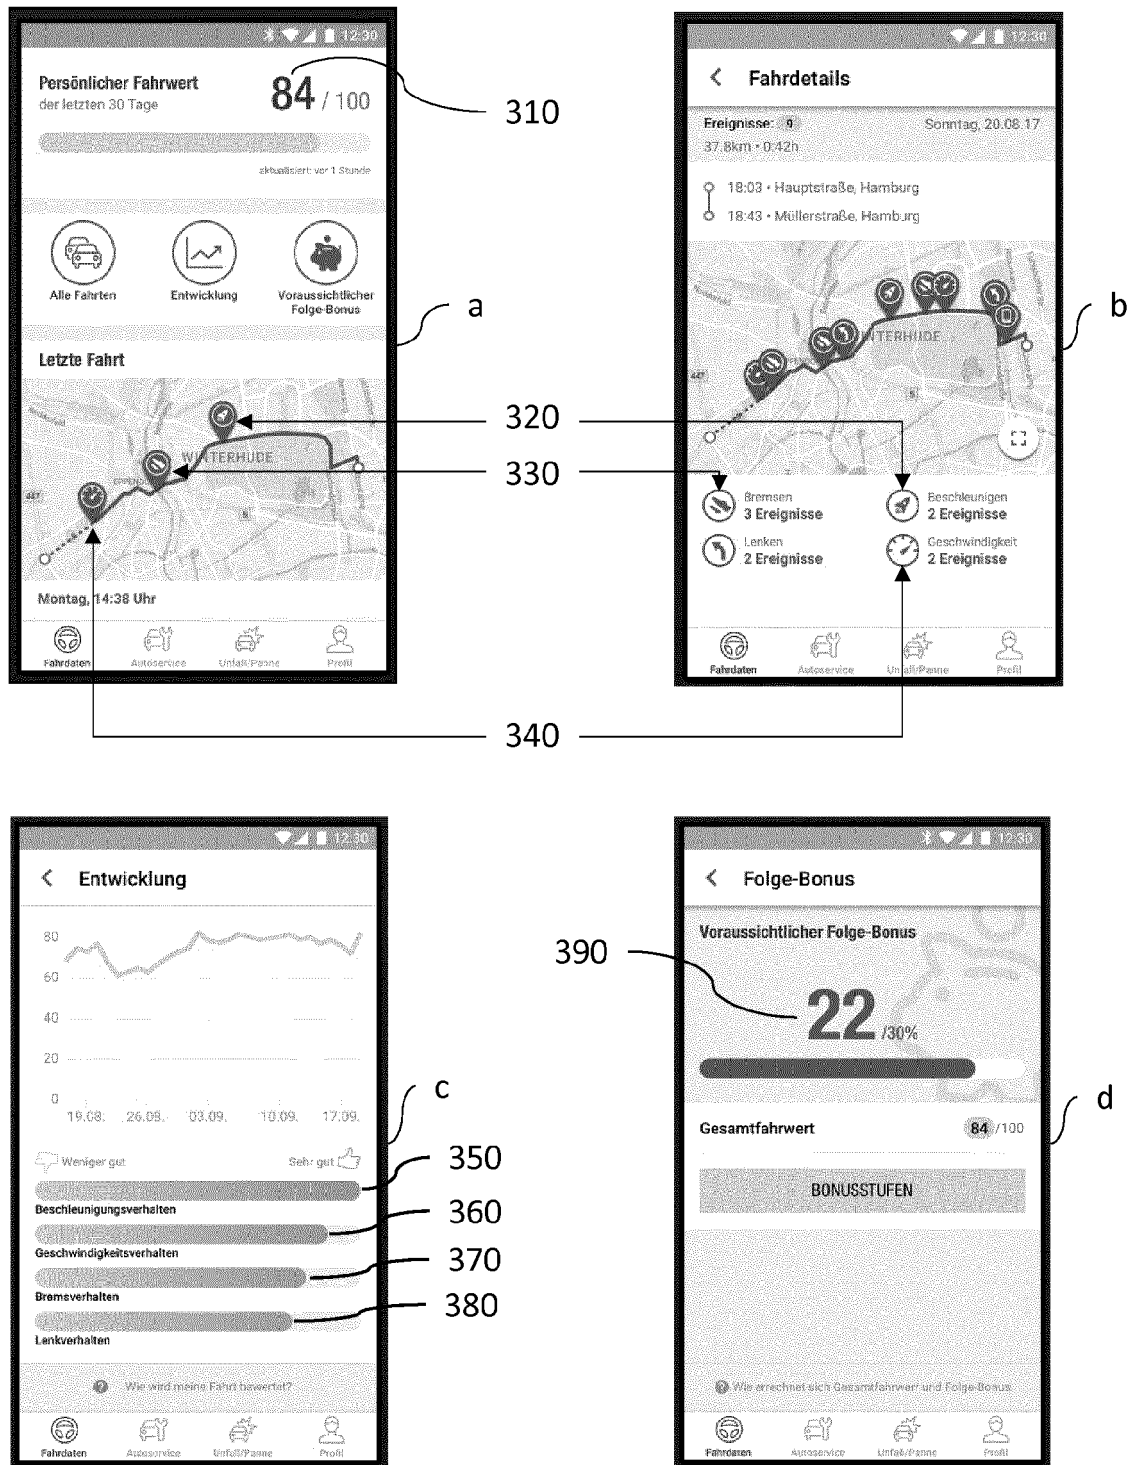 12:30
Persönlicher Fahrwert
der letzten 30 Tage
84 / 100
aktualisiert: vor 1 Stunde
Alle Fahrten
Entwicklung
Voraussichtlicher
Folge-Bonus
Letzte Fahrt
WINTERHUDE
447
5
Montag, 14:38 Uhr
Fahrdaten
Autoservice
Unfall/Panne
Profil
a
310
320
330
340
12:30
Fahrdetails
Ereignisse: 9
Sonntag, 20.08.17
37.8km • 0:42h
18:03 • Hauptstraße, Hamburg
18:43 • Müllerstraße, Hamburg
WINTERHUDE
447
5
Bremsen
3 Ereignisse
Beschleunigen
2 Ereignisse
Lenken
2 Ereignisse
Geschwindigkeit
2 Ereignisse
Fahrdaten
Autoservice
Unfall/Panne
Profil
b
12:30
Entwicklung
80
60
40
20
0
19.08. 26.08. 03.09. 10.09. 17.09.
Weniger gut
Sehr gut
Beschleunigungsverhalten
Geschwindigkeitsverhalten
Bremsverhalten
Lenkverhalten
Wie wird meine Fahrt bewertet?
Fahrdaten
Autoservice
Unfall/Panne
Profil
c
350
360
370
380
12:30
Folge-Bonus
Voraussichtlicher Folge-Bonus
22 /30%
Gesamtfahrwert
84 /100
BONUSSTUFEN
Wie errechnet sich Gesamtfahrwert und Folge-Bonus
Fahrdaten
Autoservice
Unfall/Panne
Profil
390
d